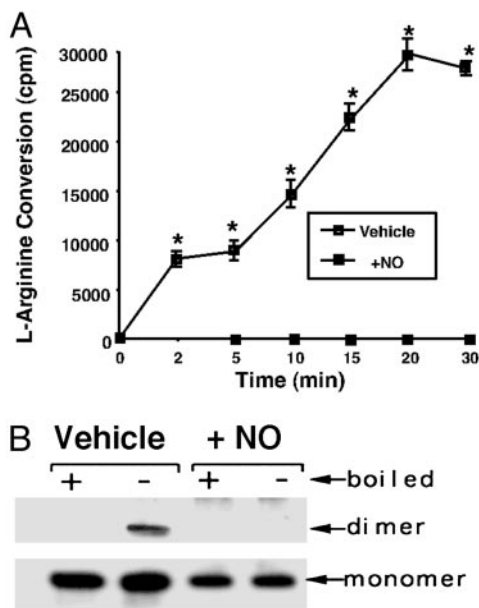 A
L-Arginine Conversion (cpm)
30000
25000
20000
15000
10000
5000
0
* * * * * *
Vehicle
+NO
0 2 5 10 15 20 30
Time (min)
B
Vehicle + NO
+ - + - boiled
dimer
monomer